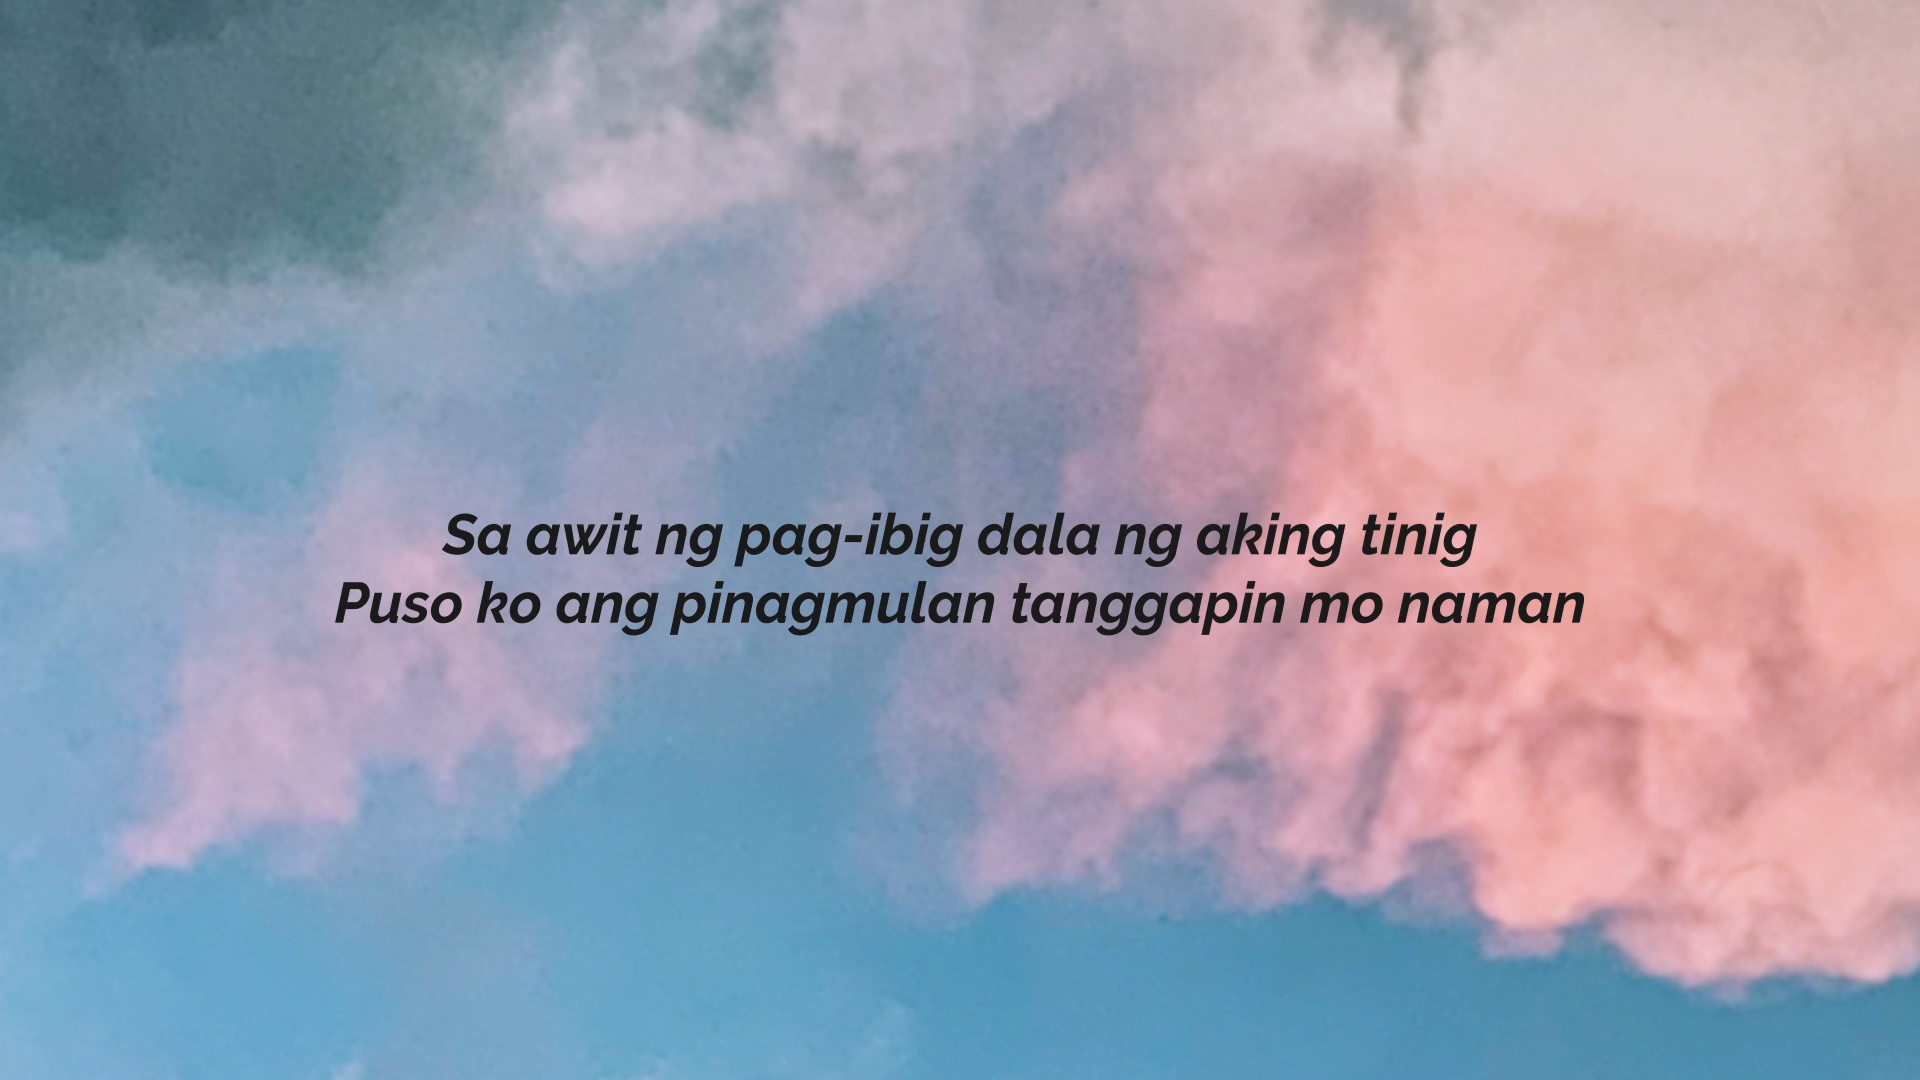 Sa awit ng pag-ibig dala ng aking tinig
Puso ko ang pinagmulan tanggapin mo naman